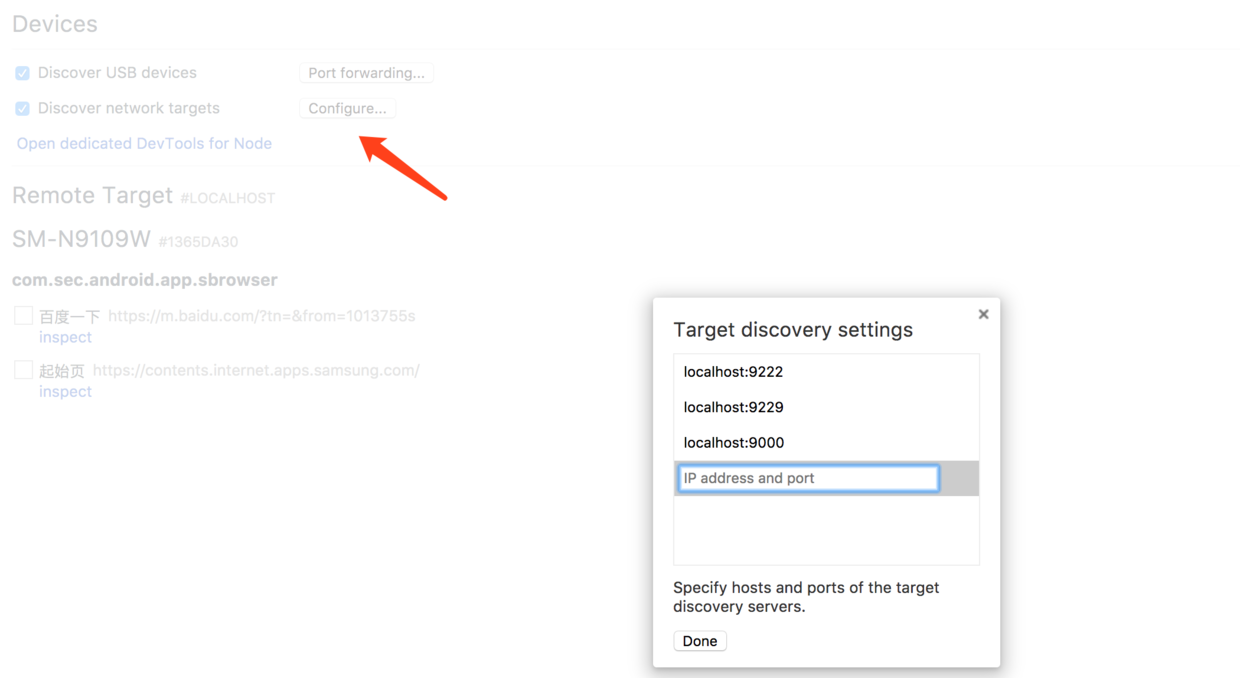 Devices
Discover USB devices Port forwarding...
Discover network targets Configure...
Open dedicated DevTools for Node
Remote Target #LOCALHOST
SM-N9109W #1365DA30
com.sec.android.app.sbrowser
百度一下 https://m.baidu.com/?tn=&from=1013755s
inspect
起始页 https://contents.internet.apps.samsung.com/
inspect
Target discovery settings
localhost:9222
localhost:9229
localhost:9000
IP address and port
Specify hosts and ports of the target
discovery servers.
Done